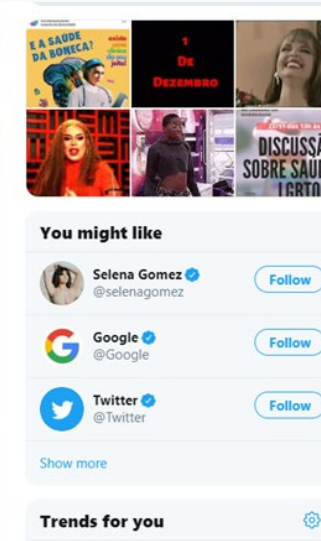 E A SAÚDE
DA BONECA?
1
De
Dezembro
DISCUSSÃ
SOBRE SAÚ
LGBTQ
You might like
Selena Gomez
@selenagomez
Follow
Google
@Google
Follow
Twitter
@Twitter
Follow
Show more
Trends for you